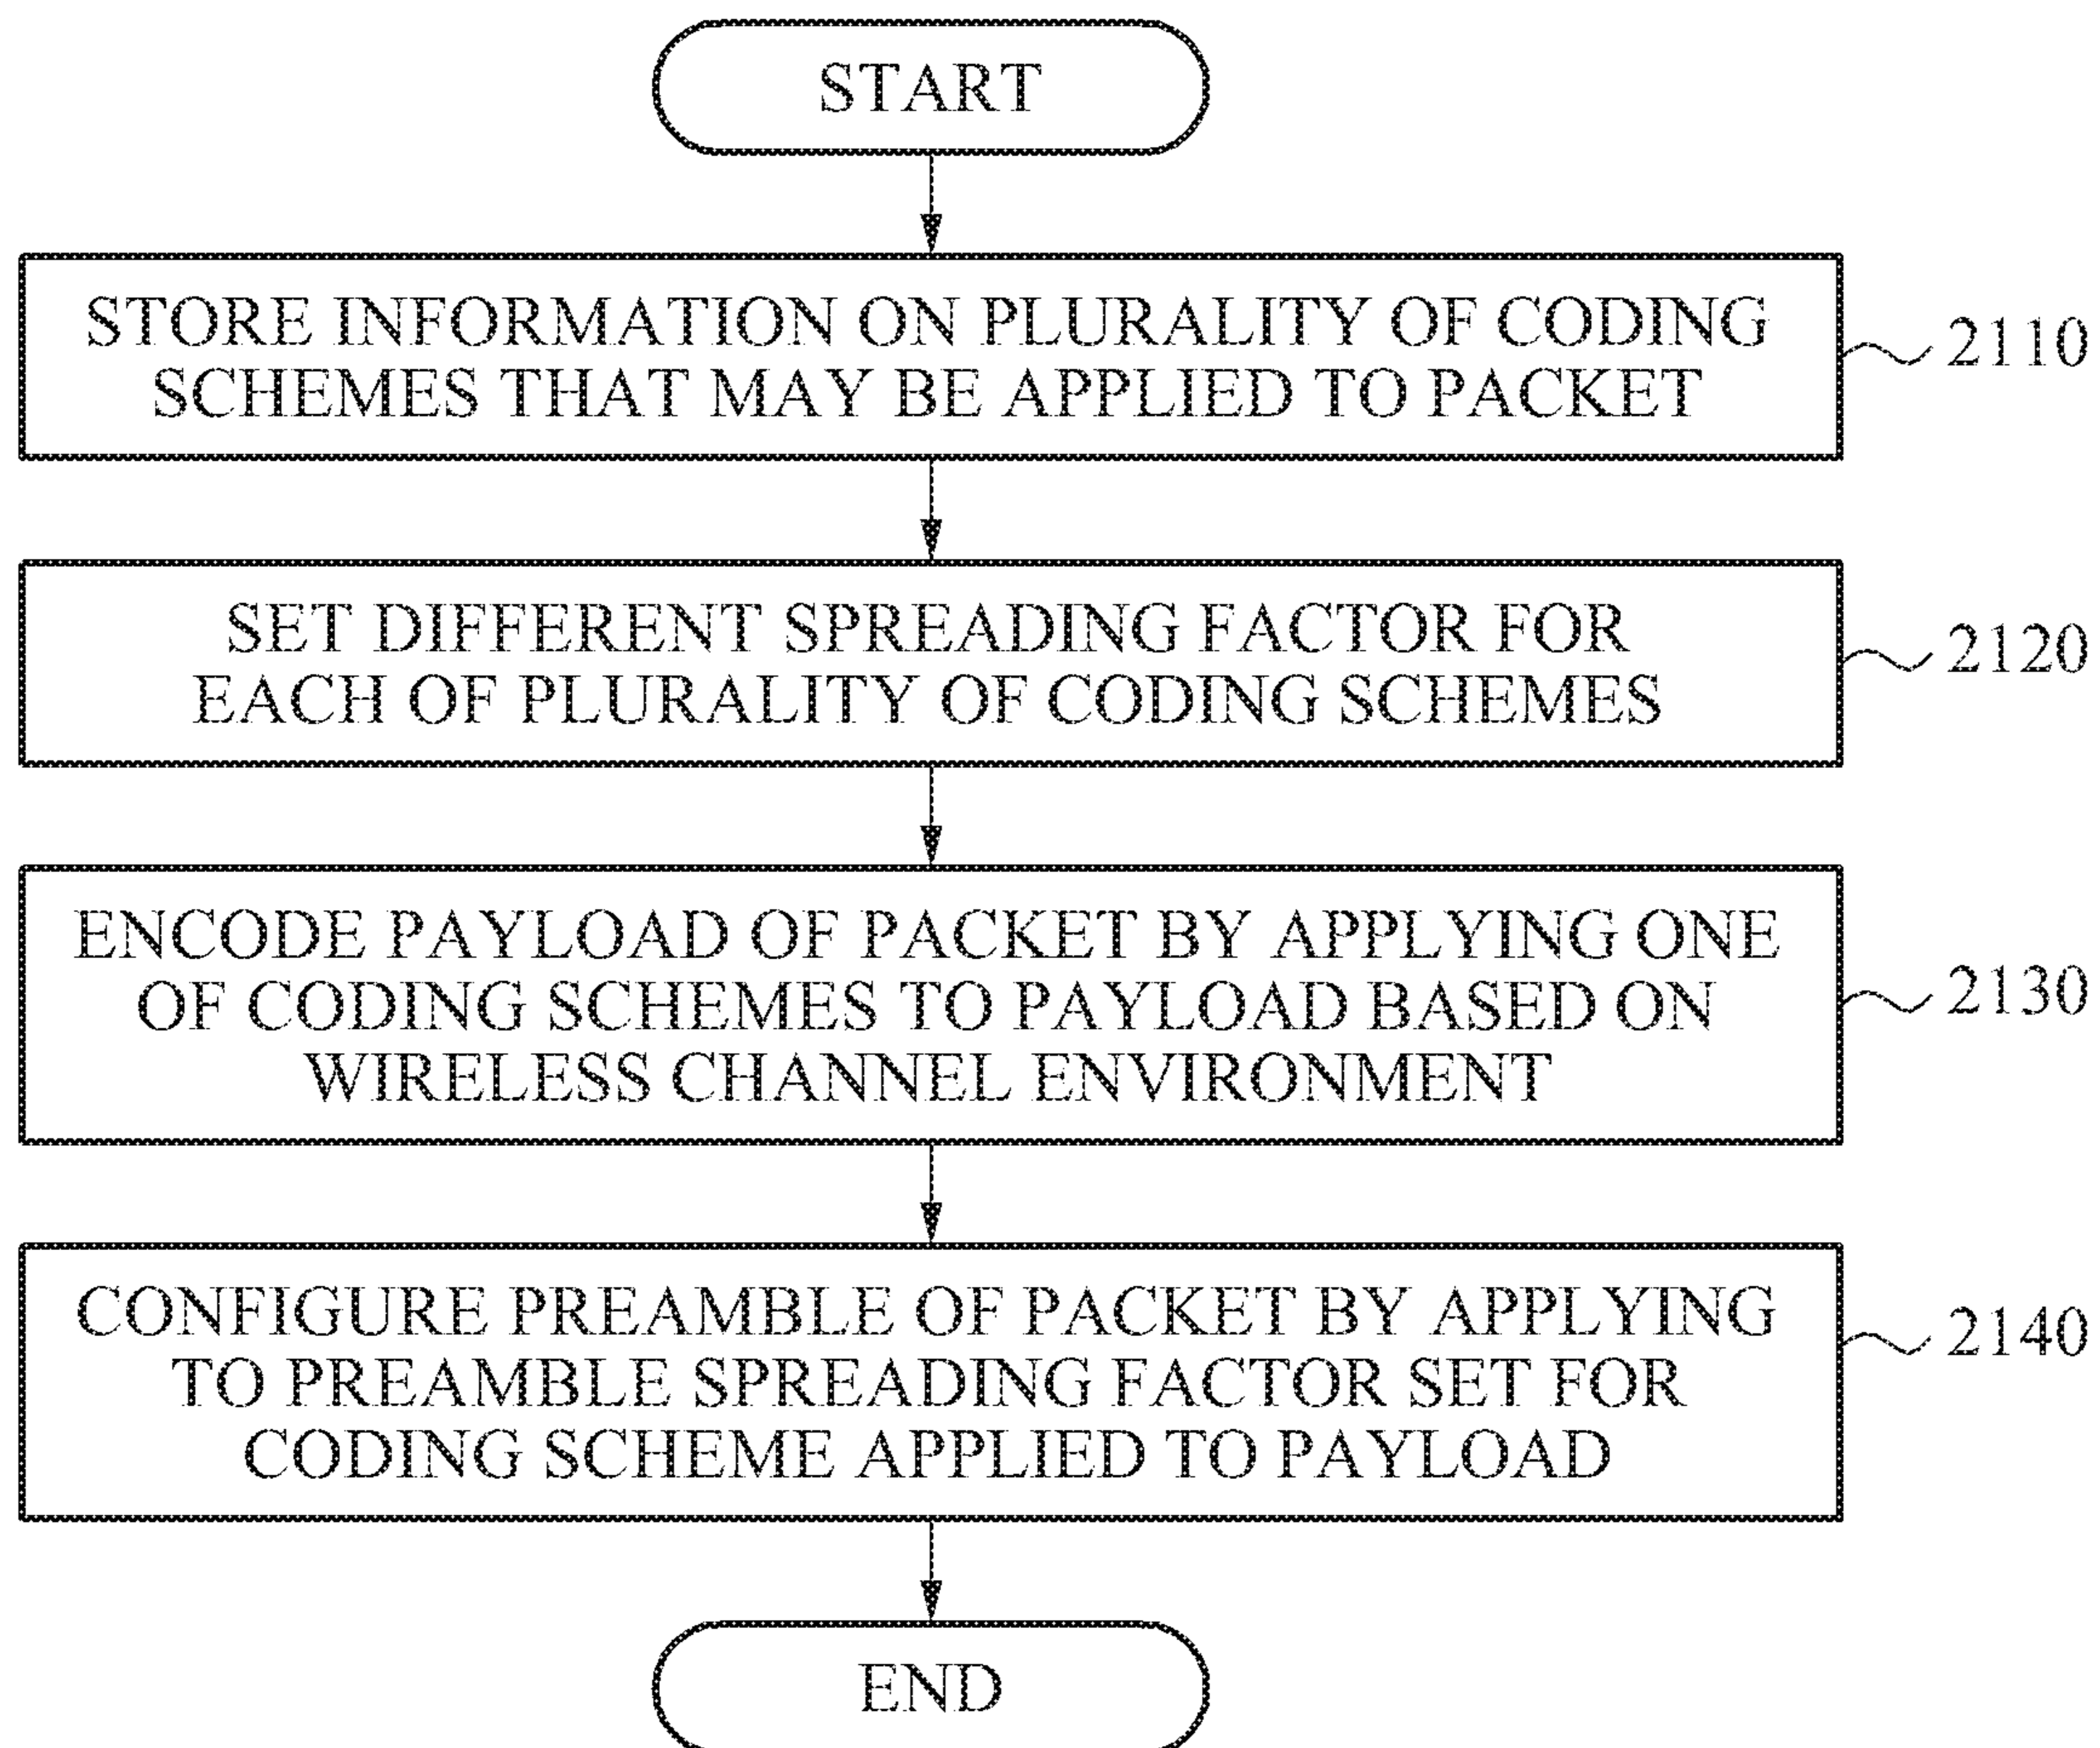 START
STORE INFORMATION ON PLURALITY OF CODING
SCHEMES THAT MAY BE APPLIED TO PACKET
2110
SET DIFFERENT SPREADING FACTOR FOR
EACH OF PLURALITY OF CODING SCHEMES
2120
ENCODE PAYLOAD OF PACKET BY APPLYING ONE
OF CODING SCHEMES TO PAYLOAD BASED ON
WIRELESS CHANNEL ENVIRONMENT
2130
CONFIGURE PREAMBLE OF PACKET BY APPLYING
TO PREAMBLE SPREADING FACTOR SET FOR
CODING SCHEME APPLIED TO PAYLOAD
2140
END